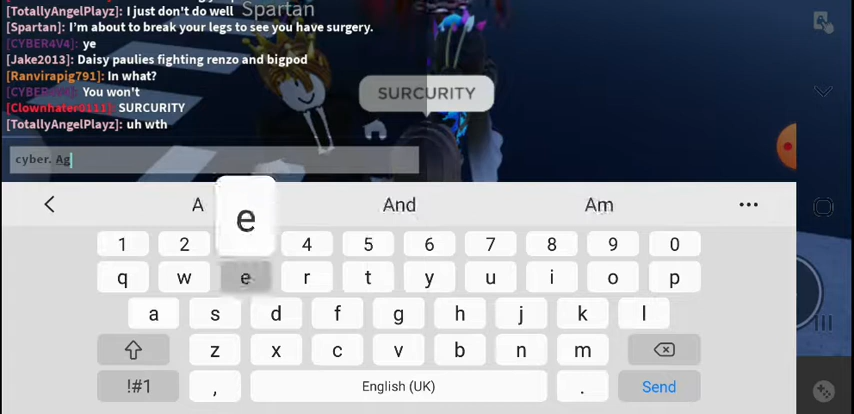 [TotallyAngelPlayz]: I just don't do well
Spartan
[Spartan]: I'm about to break your legs to see you have surgery.
[CYBER4V4]: ye
[Jake2013]: Daisy paulies fighting renzo and bigpod
[Ranvirapig791]: In what?
[CYBER4V4]: You won't
[Clownhater0111]: SURCURITY
[TotallyAngelPlayz]: uh wth
SURCURITY
cyber. Ag
A And Am
e
1 2 4 5 6 7 8 9 0
q w e r t y u i o p
a s d f g h j k l
z x c v b n m
!#1 , English (UK) . Send